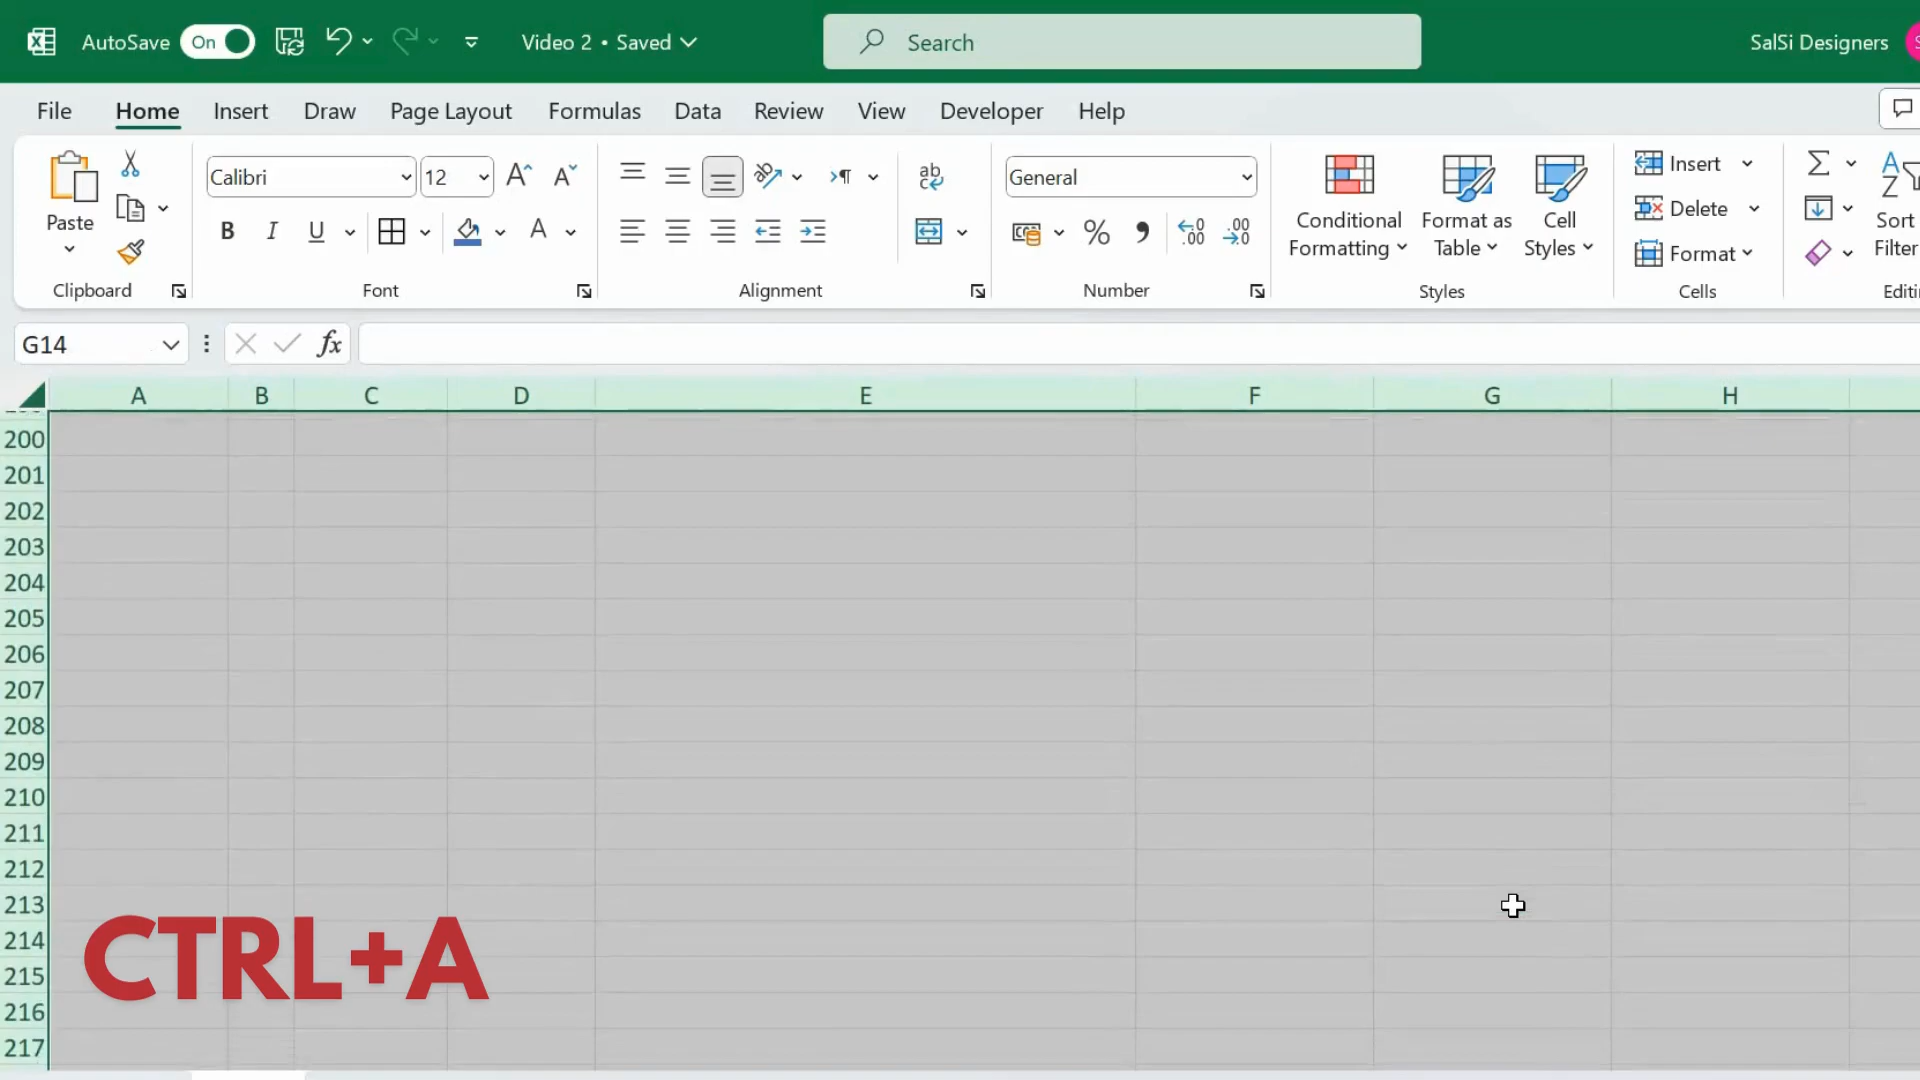 AutoSave On Video 2 • Saved Search SalSi Designers
File Home Insert Draw Page Layout Formulas Data Review View Developer Help
Paste Calibri 12 General Conditional Formatting Format as Table Cell Styles Insert Delete Format Sort Filter
Clipboard Font Alignment Number Styles Cells
G14 fx
A B C D E F G H
200
201
202
203
204
205
206
207
208
209
210
211
212
213
214
215
216
217
CTRL+A